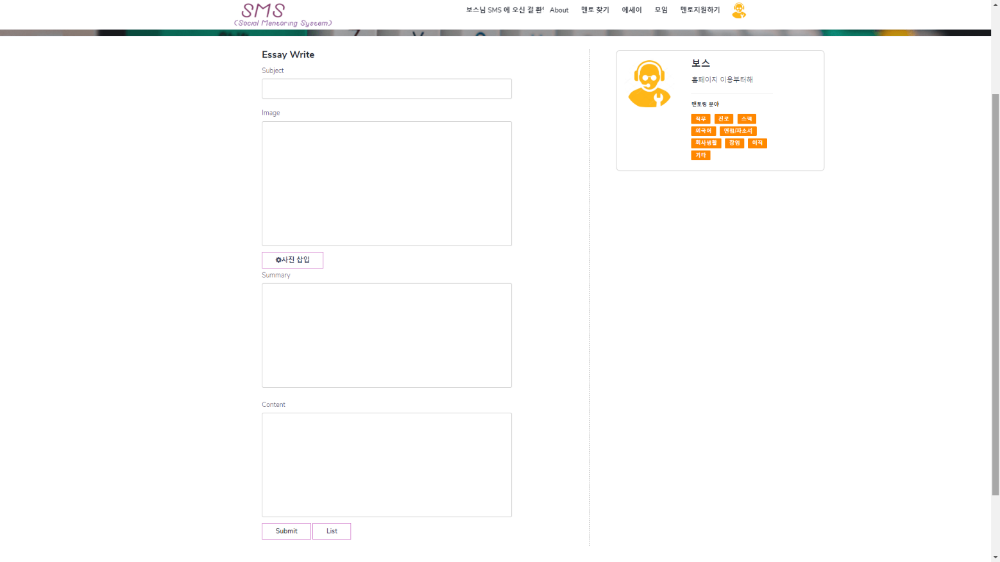 SMS
(Social Mentoring System)
보스님 SMS 에 오신 걸 환
About
멘토 찾기
에세이
모임
멘토지원하기
Essay Write
Subject
Image
사진 삽입
Summary
Content
Submit
List
보스
홈페이지 이용부터해
멘토링 분야
직무 진로 스펙
외국어 면접/자소서
회사생활 창업 이직
기타